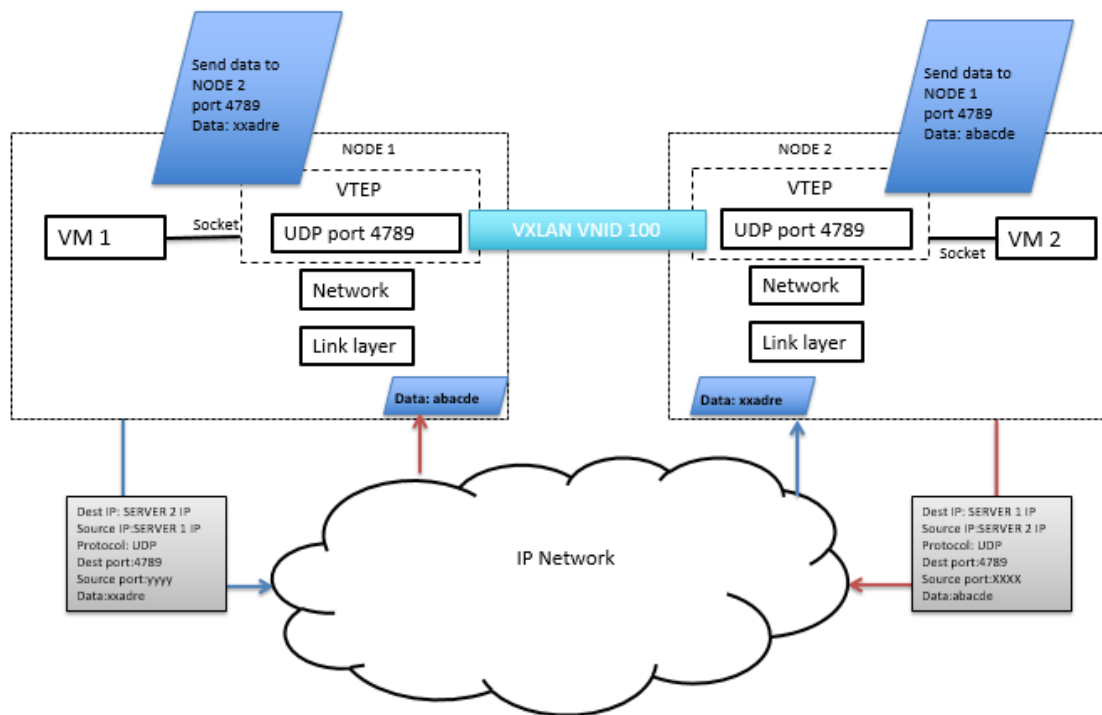 Send data to
NODE 2
port 4789
Data: xxadre
Send data to
NODE 1
port 4789
Data: abacde
NODE 1
NODE 2
VTEP
VTEP
VM 1
Socket
UDP port 4789
VXLAN VNID 100
UDP port 4789
Socket
VM 2
Network
Network
Link layer
Link layer
Data: abacde
Data: xxadre
Dest IP: SERVER 2 IP
Source IP:SERVER 1 IP
Protocol: UDP
Dest port:4789
Source port:yyyy
Data:xxadre
IP Network
Dest IP: SERVER 1 IP
Source IP:SERVER 2 IP
Protocol: UDP
Dest port:4789
Source port:XXXX
Data:abacde